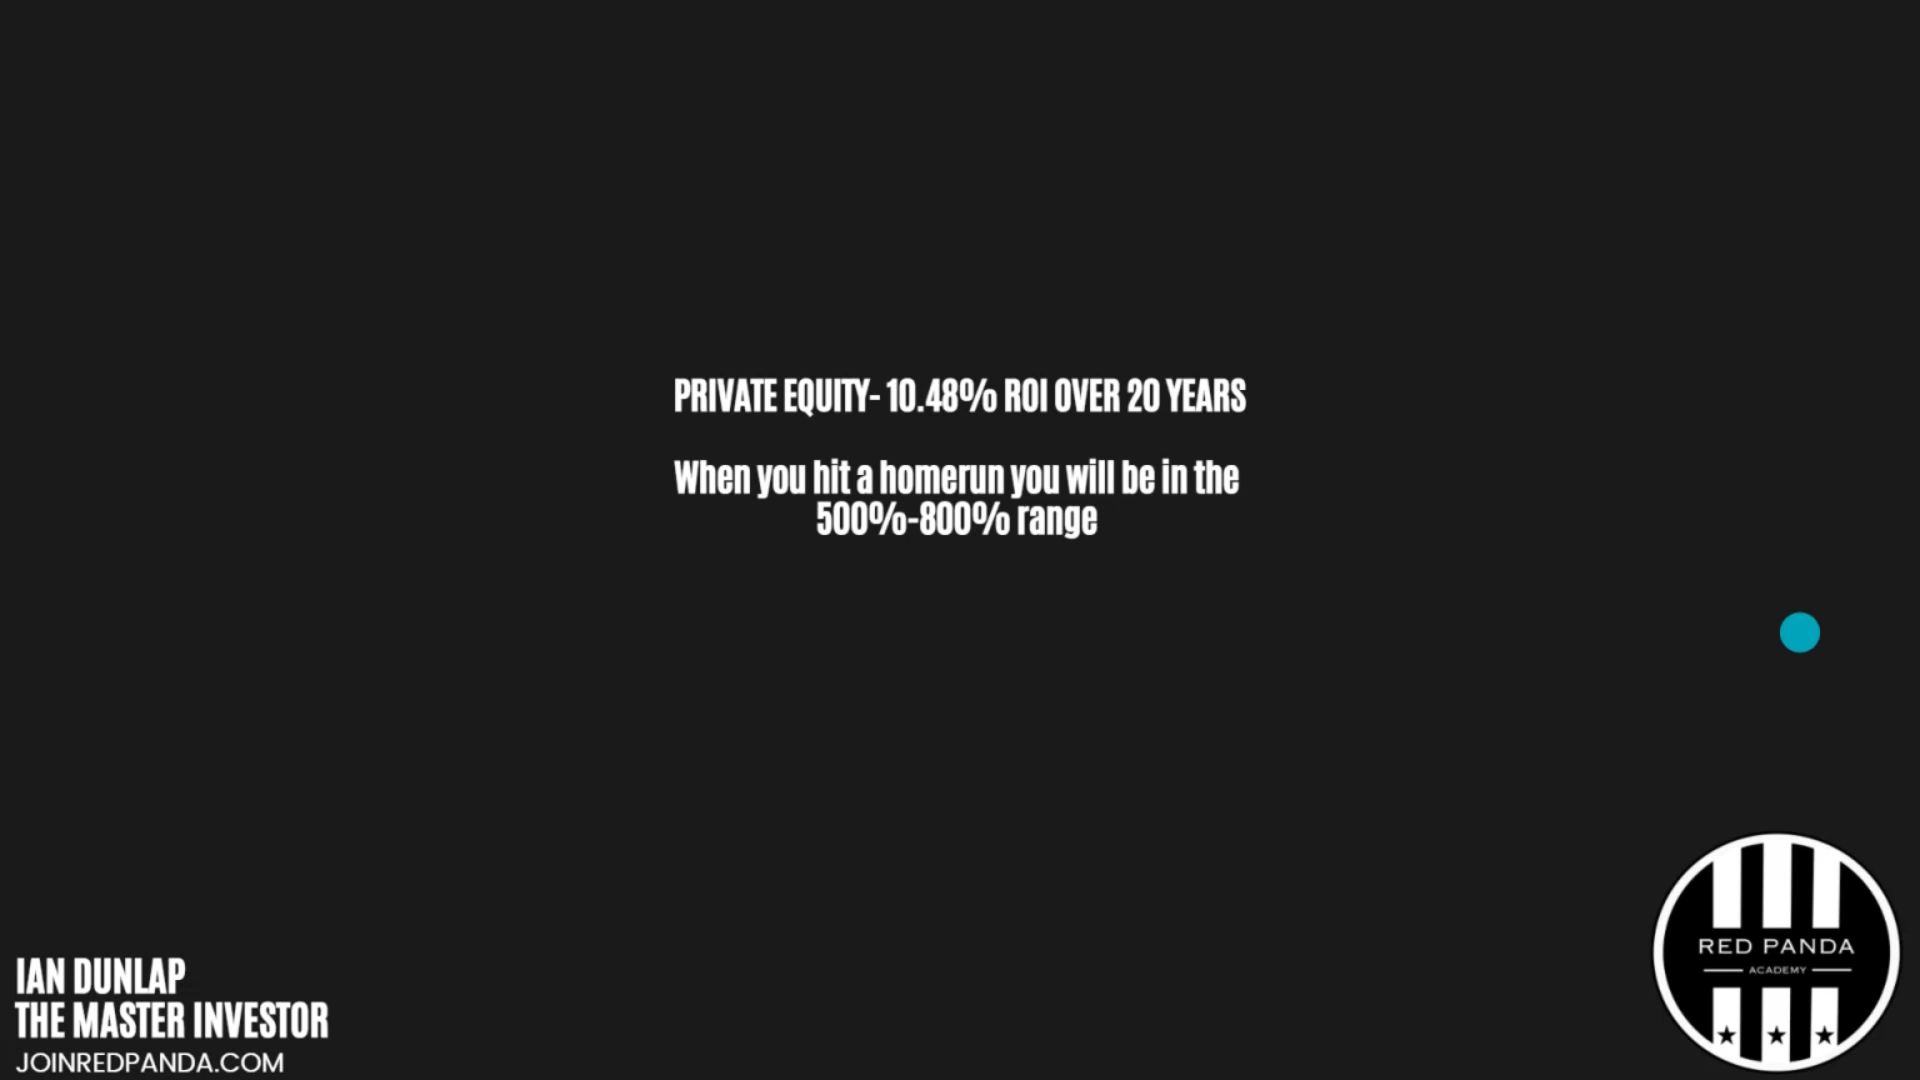 PRIVATE EQUITY- 10.48% ROI OVER 20 YEARS
When you hit a homerun you will be in the
500%-800% range
IAN DUNLAP
THE MASTER INVESTOR
JOINREDPANDA.COM
RED PANDA
ACADEMY